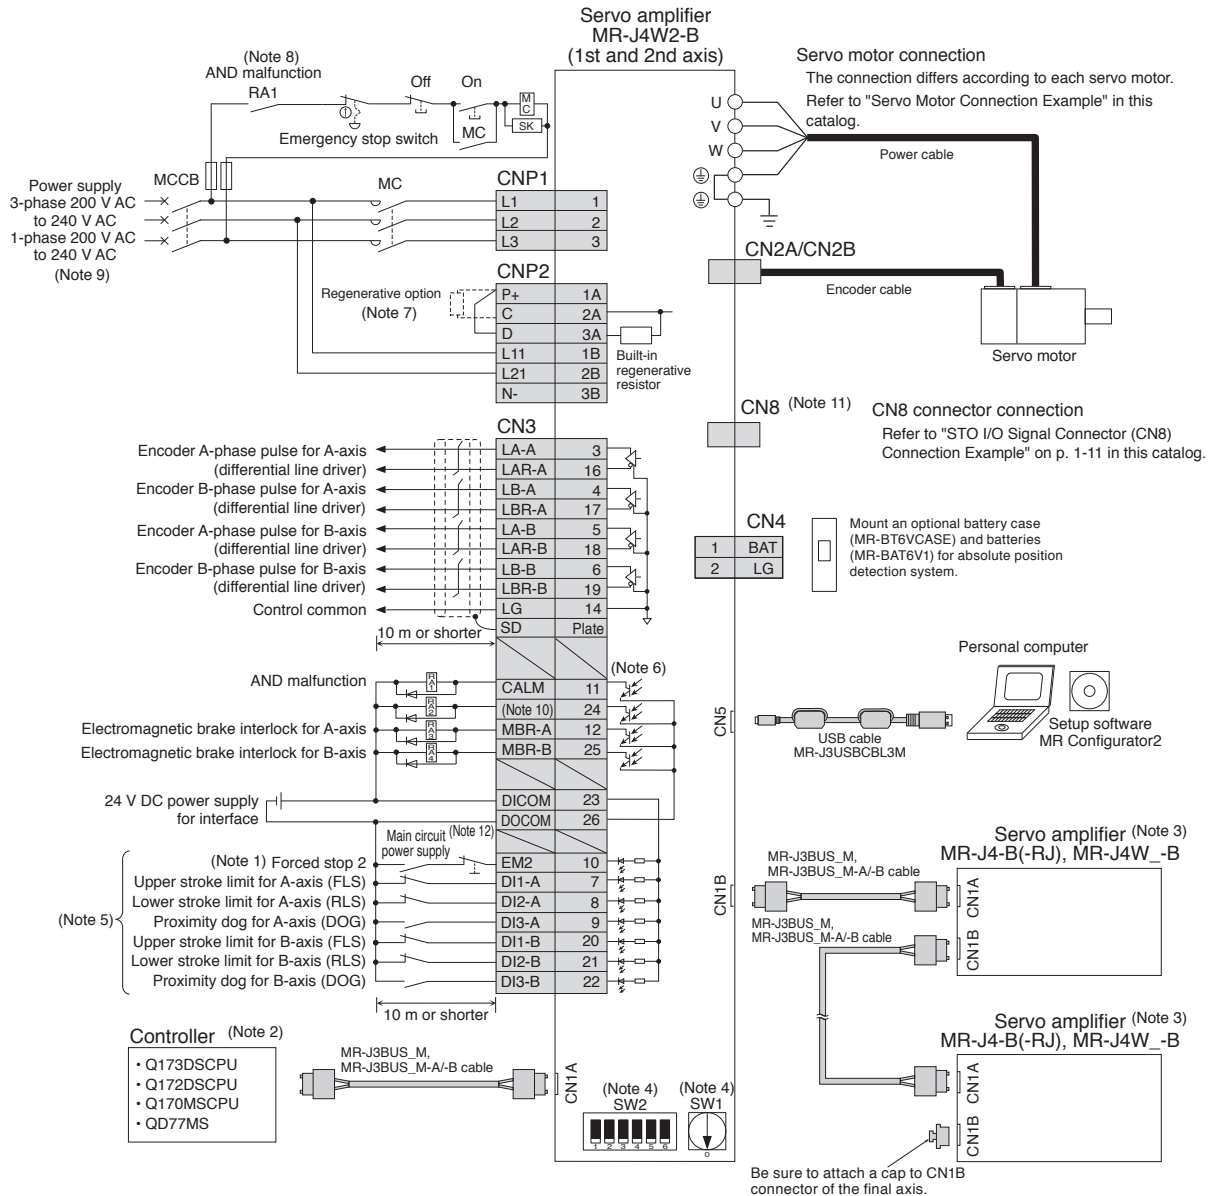 Servo amplifier
MR-J4W2-B
(1st and 2nd axis)
(Note 8)
AND malfunction
RA1
Off
On
M
C
SK
MC
Emergency stop switch
MCCB
MC
Power supply
3-phase 200 V AC
to 240 V AC
1-phase 200 V AC
to 240 V AC
(Note 9)
CNP1
L1 1
L2 2
L3 3
CNP2
Regenerative option
(Note 7)
P+ 1A
C 2A
D 3A
L11 1B
L21 2B
N- 3B
Built-in
regenerative
resistor
CN3
Encoder A-phase pulse for A-axis
(differential line driver)
Encoder B-phase pulse for A-axis
(differential line driver)
Encoder A-phase pulse for B-axis
(differential line driver)
Encoder B-phase pulse for B-axis
(differential line driver)
Control common
10 m or shorter
LA-A 3
LAR-A 16
LB-A 4
LBR-A 17
LA-B 5
LAR-B 18
LB-B 6
LBR-B 19
LG 14
SD Plate
(Note 6)
AND malfunction
RA1
RA2
RA3
RA4
Electromagnetic brake interlock for A-axis
Electromagnetic brake interlock for B-axis
CALM 11
(Note 10) 24
MBR-A 12
MBR-B 25
24 V DC power supply
for interface
DICOM 23
DOCOM 26
Main circuit
power supply
(Note 12)
(Note 5)
(Note 1) Forced stop 2
Upper stroke limit for A-axis (FLS)
Lower stroke limit for A-axis (RLS)
Proximity dog for A-axis (DOG)
Upper stroke limit for B-axis (FLS)
Lower stroke limit for B-axis (RLS)
Proximity dog for B-axis (DOG)
EM2 10
DI1-A 7
DI2-A 8
DI3-A 9
DI1-B 20
DI2-B 21
DI3-B 22
10 m or shorter
Controller (Note 2)
• Q173DSCPU
• Q172DSCPU
• Q170MSCPU
• QD77MS
MR-J3BUS_M,
MR-J3BUS_M-A/-B cable
CN1A
(Note 4)
SW2
1 2 3 4 5 6
(Note 4)
SW1
0
Servo motor connection
The connection differs according to each servo motor.
Refer to "Servo Motor Connection Example" in this
catalog.
U
V
W
Power cable
CN2A/CN2B
Encoder cable
Servo motor
CN8 (Note 11)
CN8 connector connection
Refer to "STO I/O Signal Connector (CN8)
Connection Example" on p. 1-11 in this catalog.
CN4
1 BAT
2 LG
Mount an optional battery case
(MR-BT6VCASE) and batteries
(MR-BAT6V1) for absolute position
detection system.
Personal computer
CN5
USB cable
MR-J3USBCBL3M
Setup software
MR Configurator2
Servo amplifier (Note 3)
MR-J4-B(-RJ), MR-J4W_-B
MR-J3BUS_M,
MR-J3BUS_M-A/-B cable
CN1B
CN1A
MR-J3BUS_M,
MR-J3BUS_M-A/-B cable
CN1B
Servo amplifier (Note 3)
MR-J4-B(-RJ), MR-J4W_-B
CN1A
CN1B
Be sure to attach a cap to CN1B
connector of the final axis.